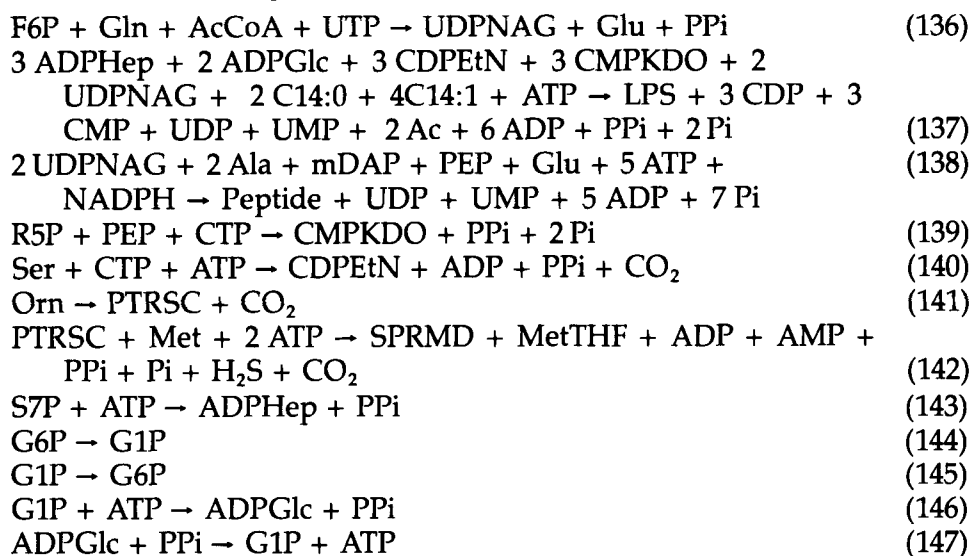 F6P + Gln + AcCoA + UTP → UDPNAG + Glu + PPi (136)
3 ADPHep + 2 ADPGlc + 3 CDPEtN + 3 CMPKDO + 2
UDPNAG + 2 C14:0 + 4C14:1 + ATP → LPS + 3 CDP + 3
CMP + UDP + UMP + 2 Ac + 6 ADP + PPi + 2 Pi (137)
2 UDPNAG + 2 Ala + mDAP + PEP + Glu + 5 ATP + (138)
NADPH → Peptide + UDP + UMP + 5 ADP + 7 Pi
R5P + PEP + CTP → CMPKDO + PPi + 2 Pi (139)
Ser + CTP + ATP → CDPEtN + ADP + PPi + CO₂ (140)
Orn → PTRSC + CO₂ (141)
PTRSC + Met + 2 ATP → SPRMD + MetTHF + ADP + AMP +
PPi + Pi + H₂S + CO₂ (142)
S7P + ATP → ADPHep + PPi (143)
G6P → G1P (144)
G1P → G6P (145)
G1P + ATP → ADPGlc + PPi (146)
ADPGlc + PPi → G1P + ATP (147)